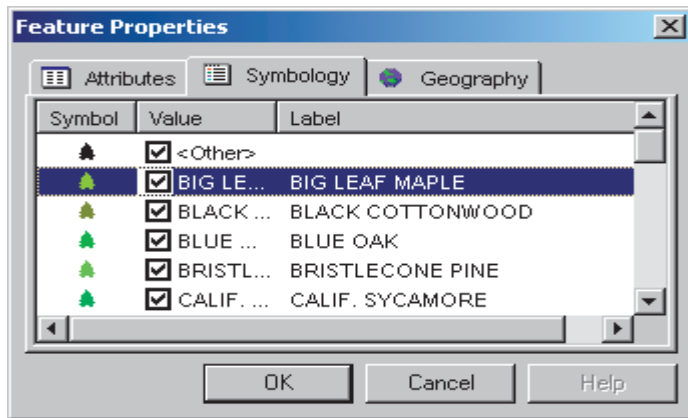 Feature Properties
Attributes Symbology Geography
Symbol Value Label
<Other>
BIG LE... BIG LEAF MAPLE
BLACK ... BLACK COTTONWOOD
BLUE ... BLUE OAK
BRISTL... BRISTLECONE PINE
CALIF. ... CALIF. SYCAMORE
OK Cancel Help